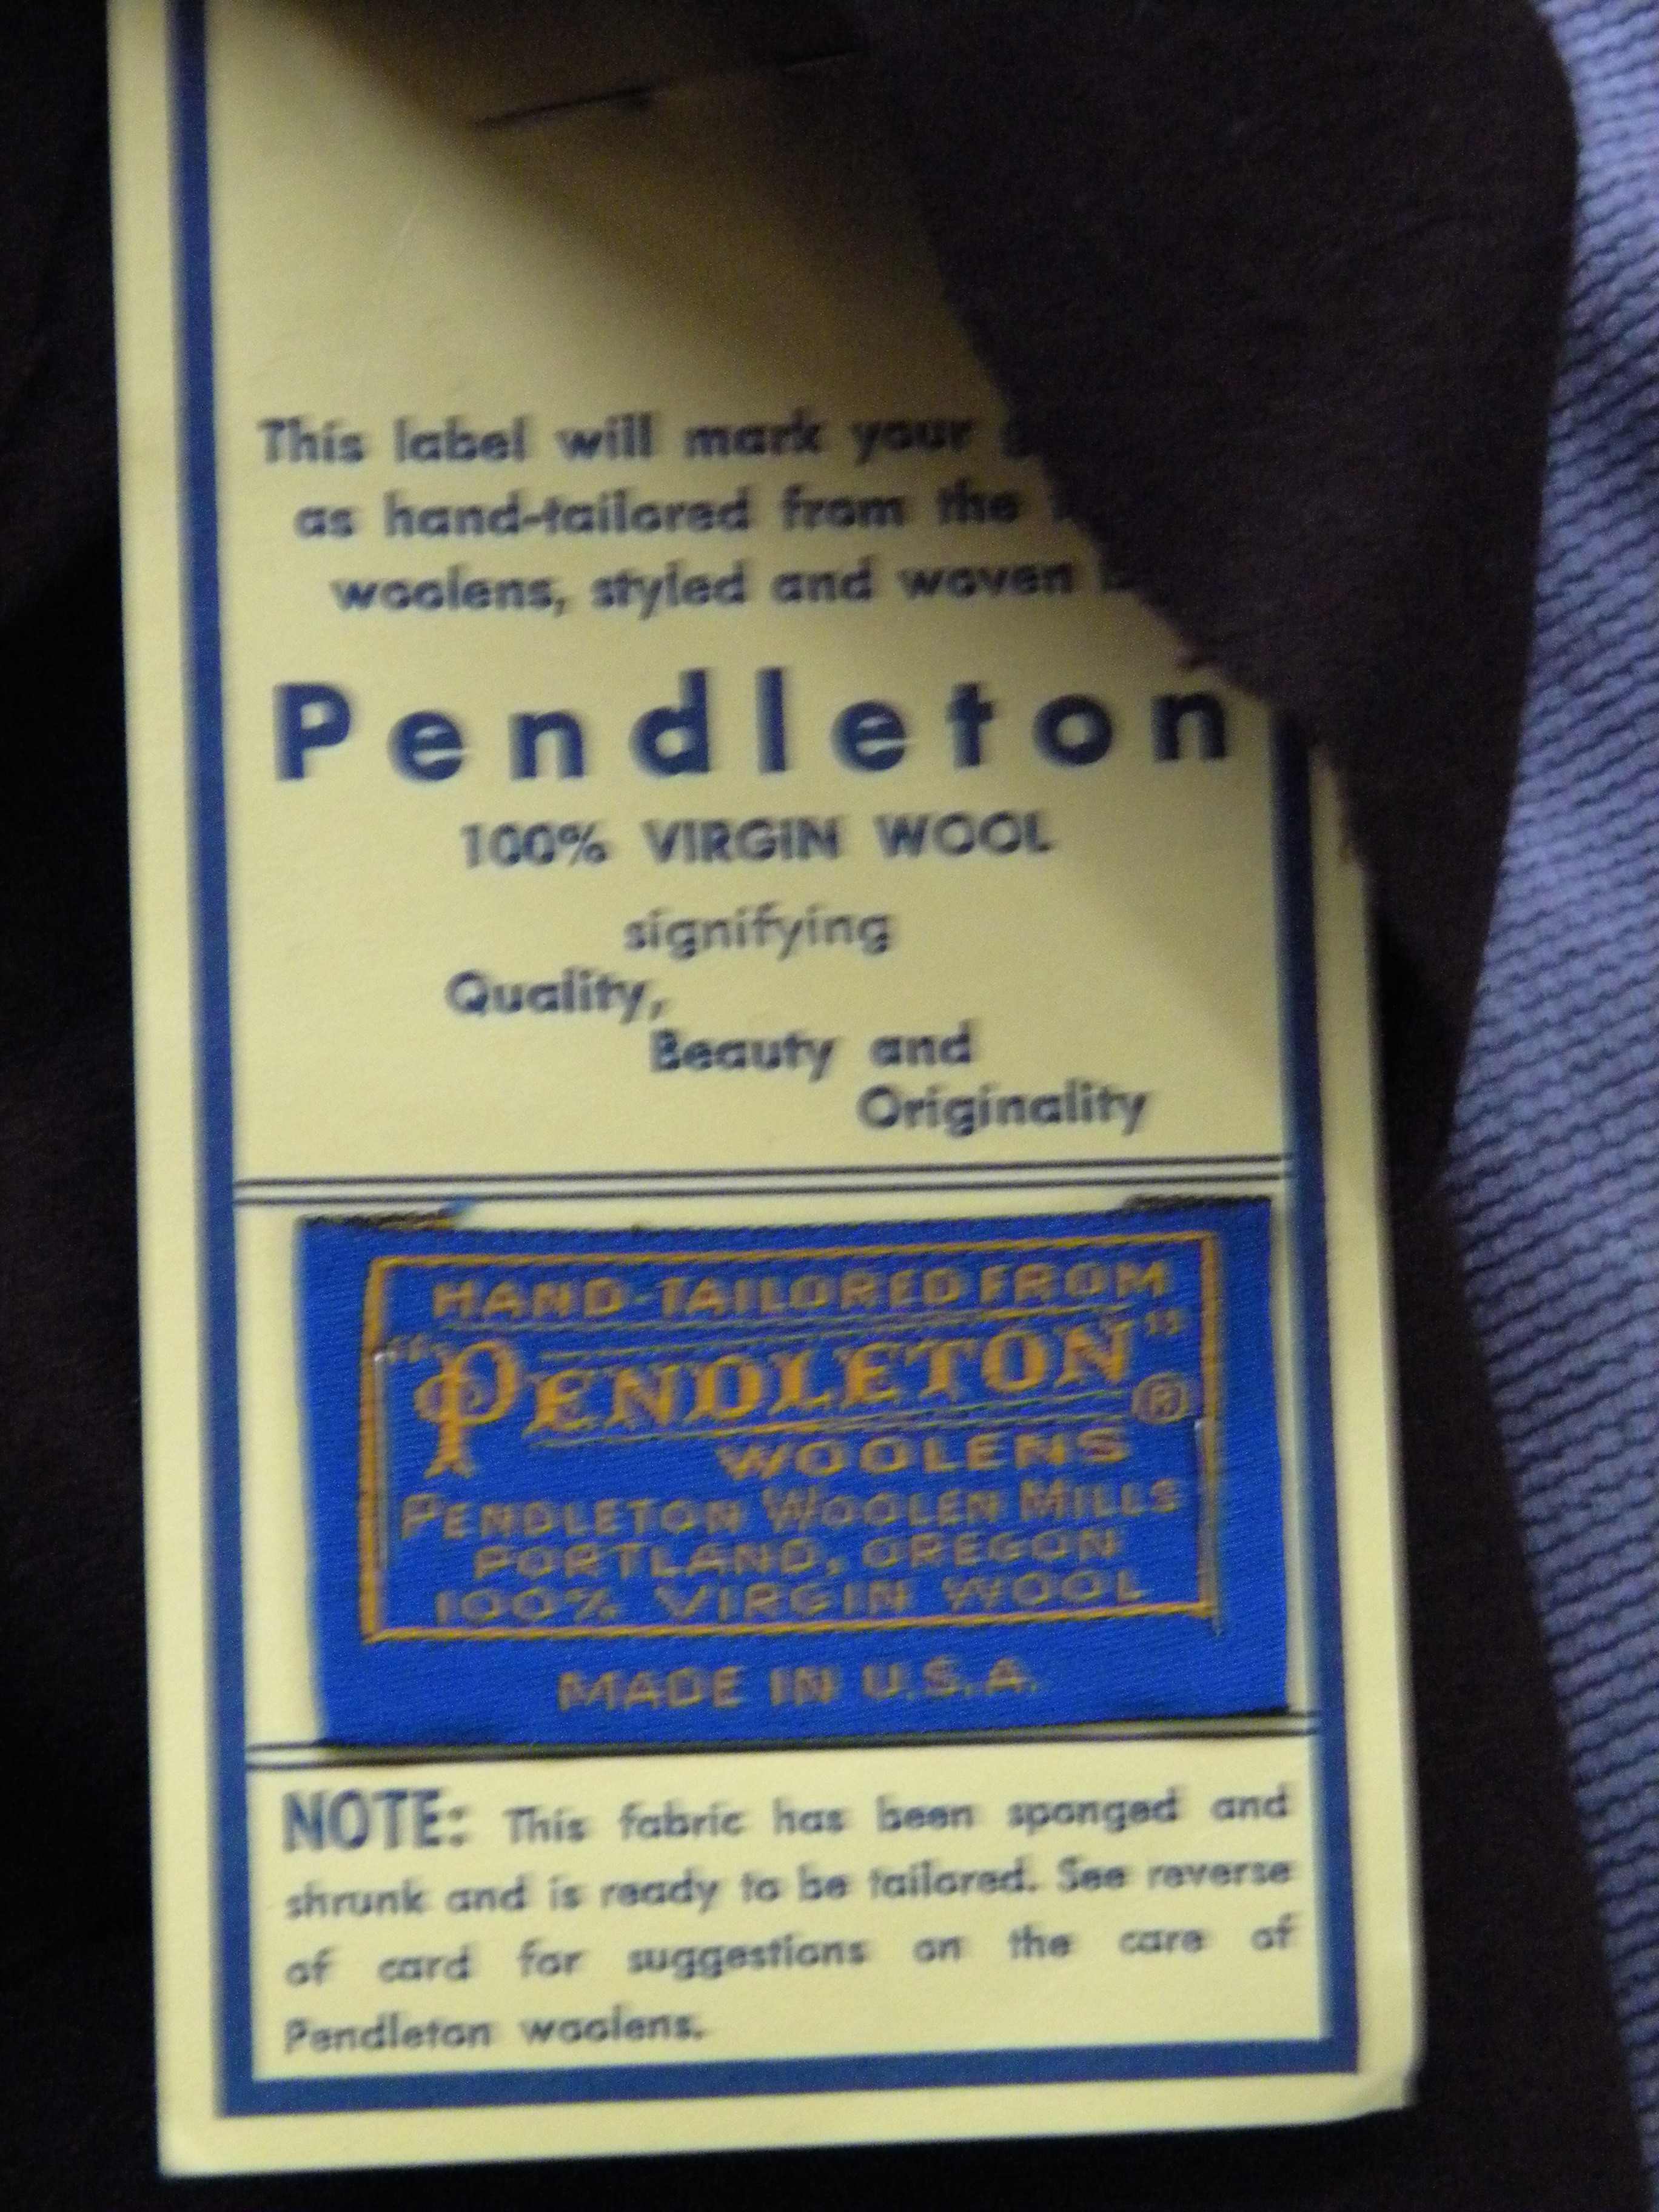 This label will mark your
as hand-tailored from the
woolens, styled and woven
Pendleton
100% VIRGIN WOOL
signifying
Quality,
Beauty and
Originality
HAND-TAILORED FROM
"PENDLETON"®
WOOLENS
PENDLETON WOOLEN MILLS
PORTLAND, OREGON
100% VIRGIN WOOL
MADE IN U.S.A.
NOTE: This fabric has been sponged and
shrunk and is ready to be tailored. See reverse
of card for suggestions on the care of
Pendleton woolens.